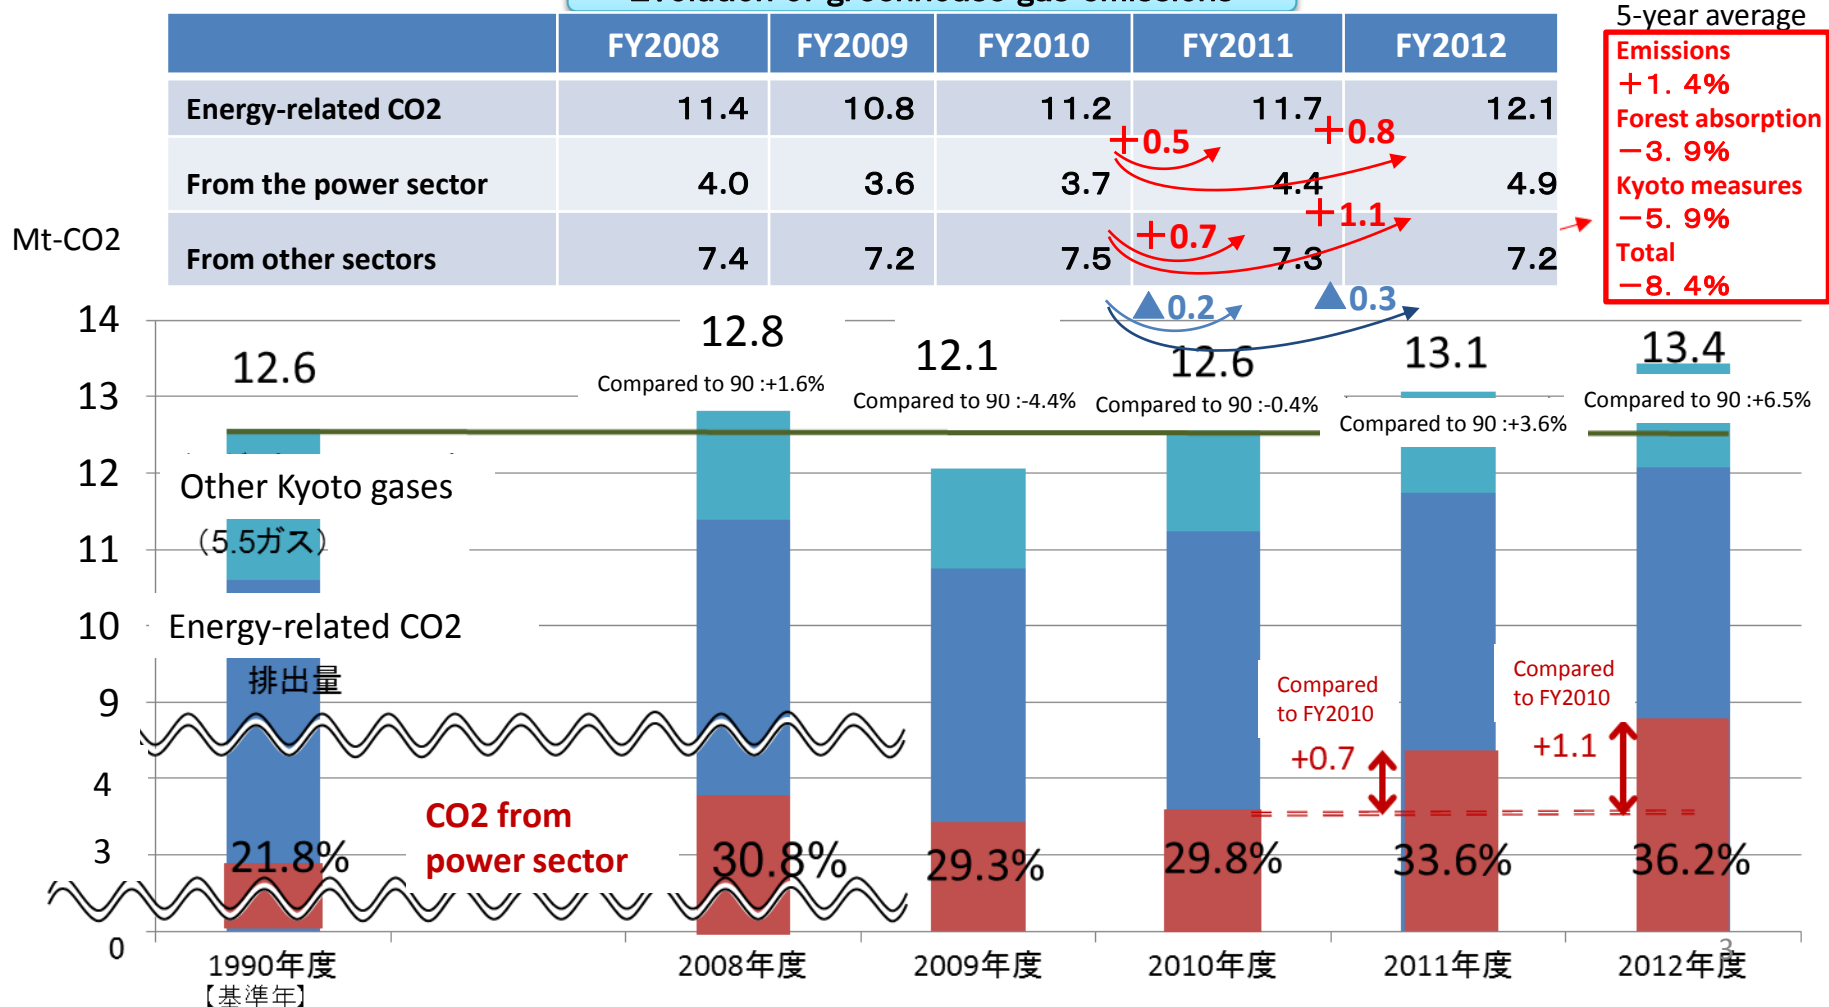 Evolution of greenhouse gas emissions
5-year average
FY2008 FY2009 FY2010 FY2011 FY2012
Energy-related CO2 11.4 10.8 11.2 11.7 12.1
+0.5 +0.8
From the power sector 4.0 3.6 3.7 4.4 4.9
+0.7 +1.1
From other sectors 7.4 7.2 7.5 7.3 7.2
▲0.2 ▲0.3
Emissions
+1. 4%
Forest absorption
−3. 9%
Kyoto measures
−5. 9%
Total
−8. 4%
Mt-CO2
14
13
12
11
10
9
4
3
0
12.6
12.8
Compared to 90 :+1.6%
12.1
Compared to 90 :-4.4%
12.6
Compared to 90 :-0.4%
13.1
Compared to 90 :+3.6%
13.4
Compared to 90 :+6.5%
Other Kyoto gases
（5.5ガス）
Energy-related CO2
排出量
CO2 from
power sector
Compared
to FY2010
+0.7
Compared
to FY2010
+1.1
21.8% 30.8% 29.3% 29.8% 33.6% 36.2%
1990年度 2008年度 2009年度 2010年度 2011年度 2012年度
【基準年】
3